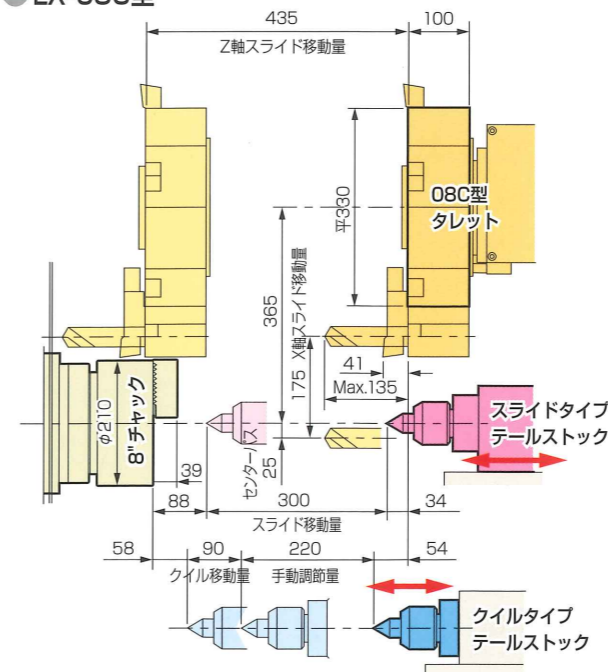 435
100
Z軸スライド移動量
08C型
タレット
平330
365
175
X軸スライド移動量
41
Max.135
φ210
8"チャック
スライドタイプ
テールストック
センターパス
25
39
88
300
34
スライド移動量
58
90
220
54
クイル移動量
手動調節量
クイルタイプ
テールストック